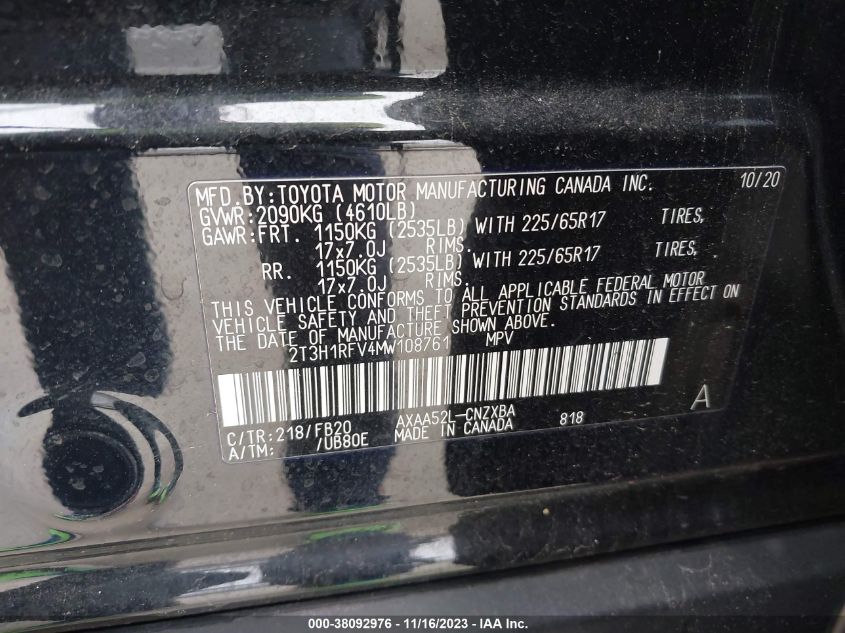 MFD.BY:TOYOTA MOTOR MANUFACTURING CANADA INC. 10/20
GVWR:2090KG (4610LB)
GAWR:FRT. 1150KG (2535LB) WITH 225/65R17 TIRES,
17x7.0J RIMS.
RR. 1150KG (2535LB) WITH 225/65R17 TIRES,
17x7.0J RIMS.
THIS VEHICLE CONFORMS TO ALL APPLICABLE FEDERAL MOTOR
VEHICLE SAFETY AND THEFT PREVENTION STANDARDS IN EFFECT ON
THE DATE OF MANUFACTURE SHOWN ABOVE.
2T3H1RFV4MW108761 MPV
C/TR:218/FB20 AXAA52L-CNZXBA 818 A
A/TM: /UB80E MADE IN CANADA
000-38092976 - 11/16/2023 - IAA Inc.